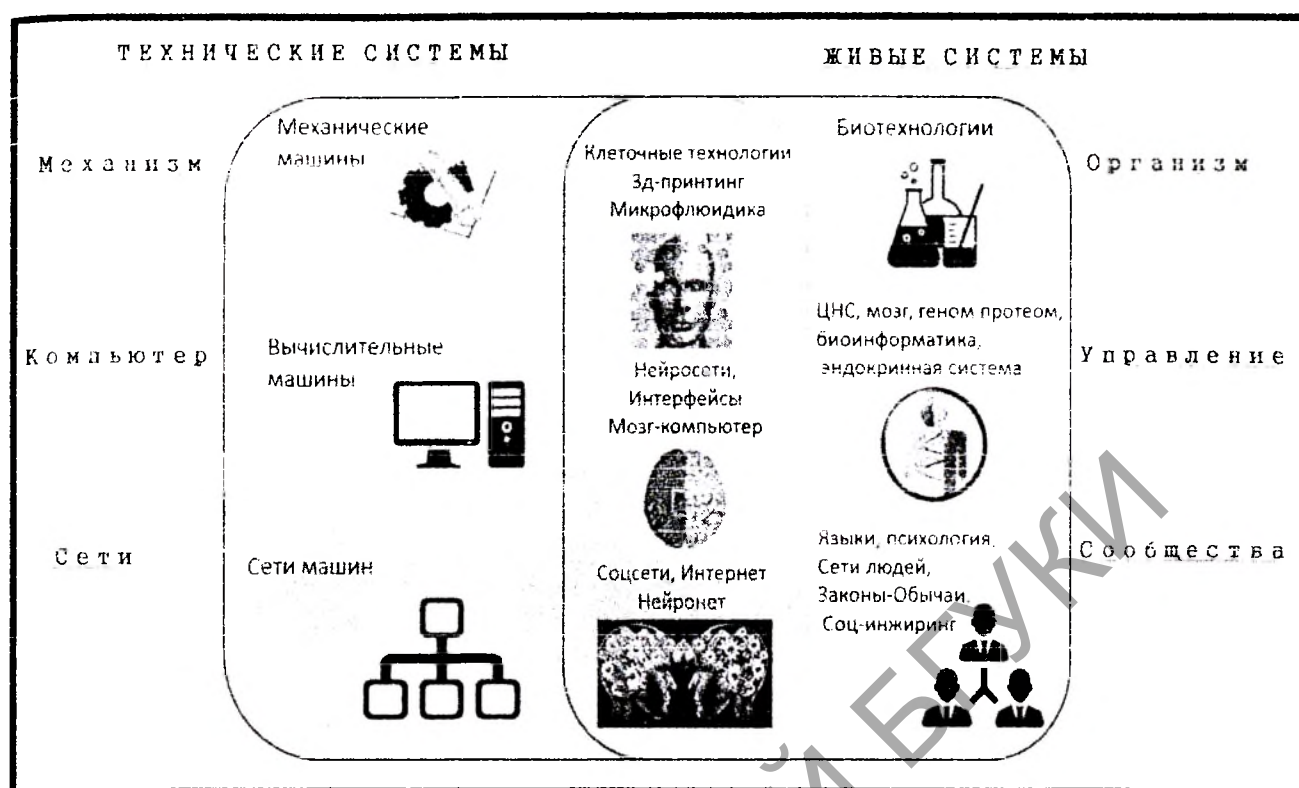 ТЕХНИЧЕСКИЕ СИСТЕМЫ
ЖИВЫЕ СИСТЕМЫ
Механизм
Механические
машины
Клеточные технологии
3д-принтинг
Микрофлюидика
Биотехнологии
Организм
Компьютер
Вычислительные
машины
Нейросети,
Интерфейсы
Мозг-компьютер
ЦНС, мозг, геном протеом,
биоинформатика,
эндокринная система
Управление
Сети
Сети машин
Соцсети, Интернет
Нейронет
Языки, психология,
Сети людей,
Законы-Обычаи,
Соц-инжиринг
Сообщества
Й БГУКИ